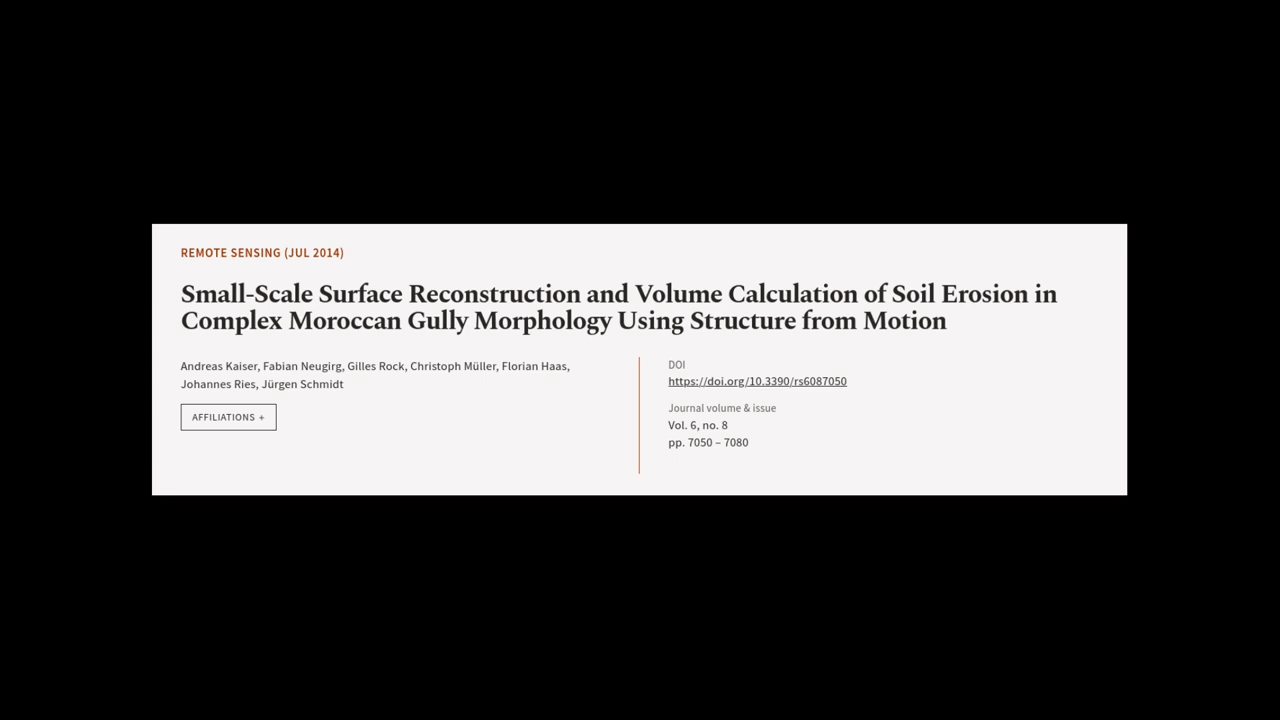 REMOTE SENSING (JUL 2014)
Small-Scale Surface Reconstruction and Volume Calculation of Soil Erosion in
Complex Moroccan Gully Morphology Using Structure from Motion
Andreas Kaiser, Fabian Neugirg, Gilles Rock, Christoph Müller, Florian Haas,
Johannes Ries, Jürgen Schmidt
AFFILIATIONS +
DOI
https://doi.org/10.3390/rs6087050
Journal volume & issue
Vol. 6, no. 8
pp. 7050 – 7080